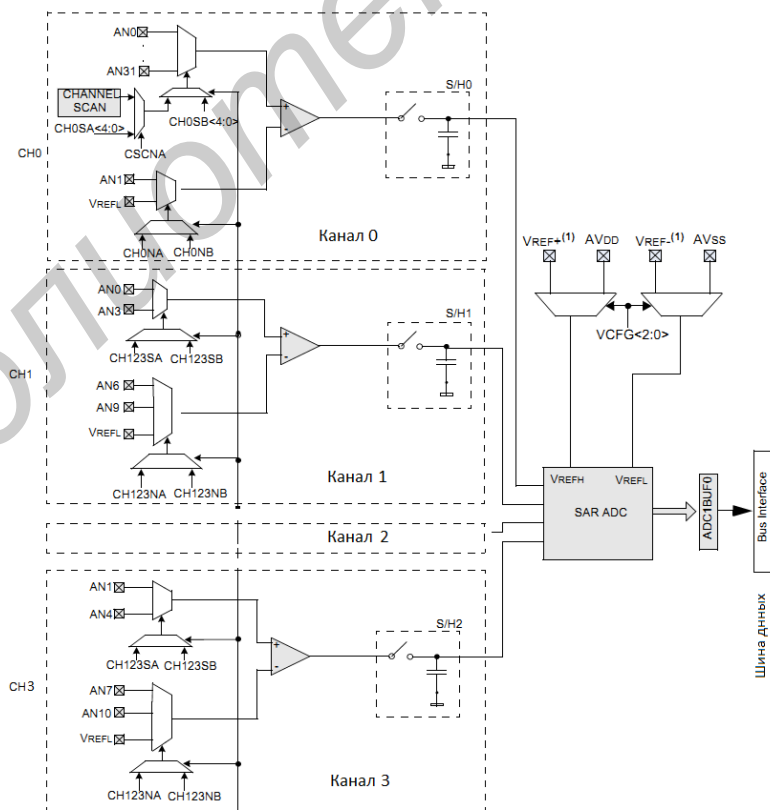 AN0
AN31
CHANNEL
SCAN
CH0SA<4:0>
CH0SB<4:0>
CSCNA
CH0
AN1
VREFL
CH0NA CH0NB
Канал 0
S/H0
AN0
AN3
CH123SA CH123SB
CH1
AN6
AN9
VREFL
CH123NA CH123NB
Канал 1
S/H1
Канал 2
AN1
AN4
CH123SA CH123SB
CH3
AN7
AN10
VREFL
CH123NA CH123NB
Канал 3
S/H2
VREF+(1) AVDD VREF-(1) AVSS
VCFG<2:0>
VREFH VREFL
SAR ADC
ADC1BUF0
Bus Interface
Шина днных